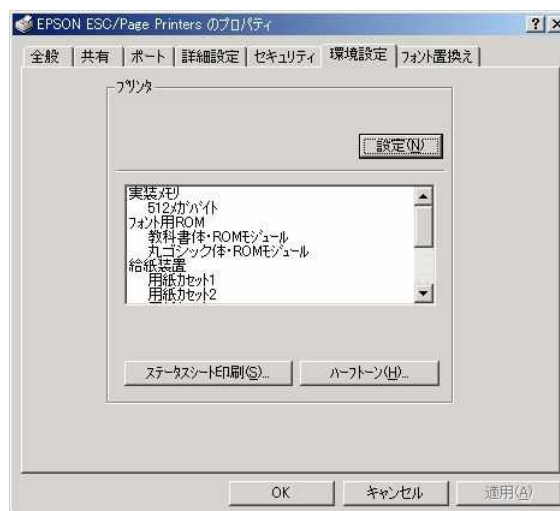 EPSON ESC/Page Printers のプロパティ
全般 共有 ポート 詳細設定 セキュリティ 環境設定 フォント置換え
プリンタ
設定(N)
実装メモリ
512メガバイト
フォント用ROM
教科書体・ROMモジュール
丸ゴシック体・ROMモジュール
給紙装置
用紙カセット1
用紙カセット2
ステータスシート印刷(S)... ハーフトーン(H)...
OK キャンセル 適用(A)